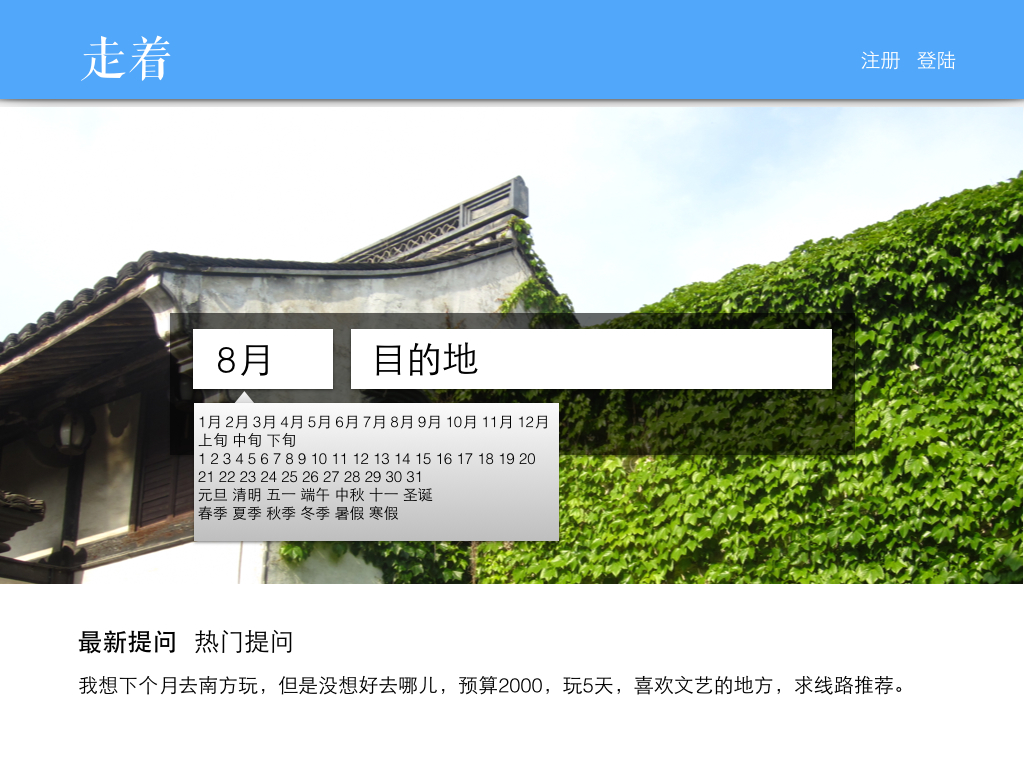 走着
注册 登陆
8月 目的地
1月 2月 3月 4月 5月 6月 7月 8月 9月 10月 11月 12月
上旬 中旬 下旬
1 2 3 4 5 6 7 8 9 10 11 12 13 14 15 16 17 18 19 20
21 22 23 24 25 26 27 28 29 30 31
元旦 清明 五一 端午 中秋 十一 圣诞
春季 夏季 秋季 冬季 暑假 寒假
最新提问 热门提问
我想下个月去南方玩，但是没想好去哪儿，预算2000，玩5天，喜欢文艺的地方，求线路推荐。